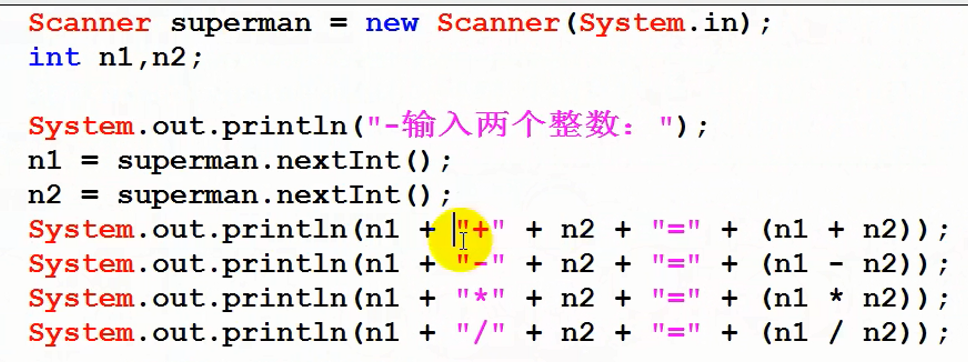 Scanner superman = new Scanner(System.in);
int n1,n2;
System.out.println("-输入两个整数: ");
n1 = superman.nextInt();
n2 = superman.nextInt();
System.out.println(n1 + "+" + n2 + "=" + (n1 + n2));
System.out.println(n1 + "-" + n2 + "=" + (n1 - n2));
System.out.println(n1 + "*" + n2 + "=" + (n1 * n2));
System.out.println(n1 + "/" + n2 + "=" + (n1 / n2));